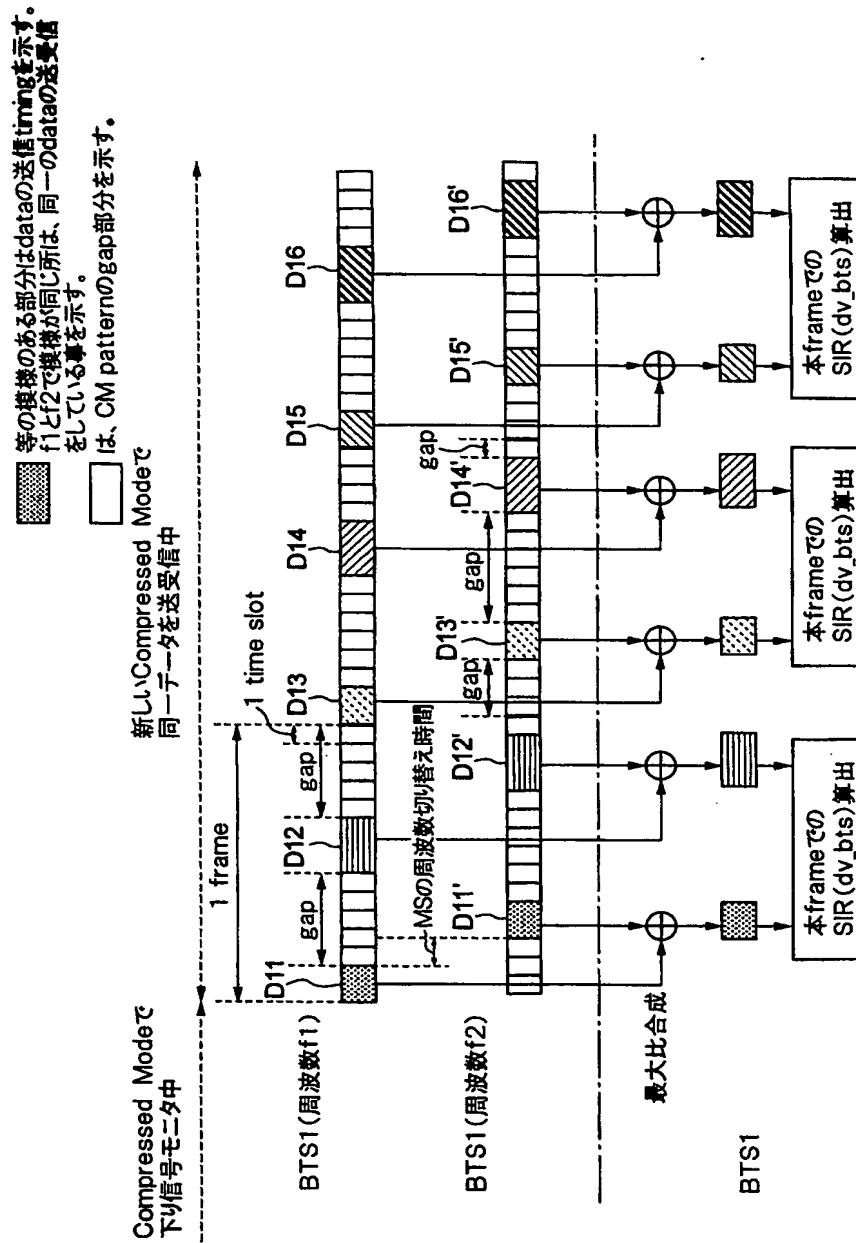 等の模様のある部分はdataの送信timingを示す。
f1とf2で模様が同じ所は、同一のdataの送受信
をしている事を示す。
は、CM patternのgap部分を示す。
Compressed Modeで
下り信号モニタ中
新しいCompressed Modeで
同一データを送受信中
1 frame
1 time slot
BTS1(周波数f1)
D11
gap
D12
gap
D13
D14
D15
D16
MSの周波数切り替え時間
BTS1(周波数f2)
D11'
D12'
gap
D13'
gap
D14'
gap
D15'
D16'
最大比合成
BTS1
本frameでの
SIR(dv_bts)算出
本frameでの
SIR(dv_bts)算出
本frameでの
SIR(dv_bts)算出